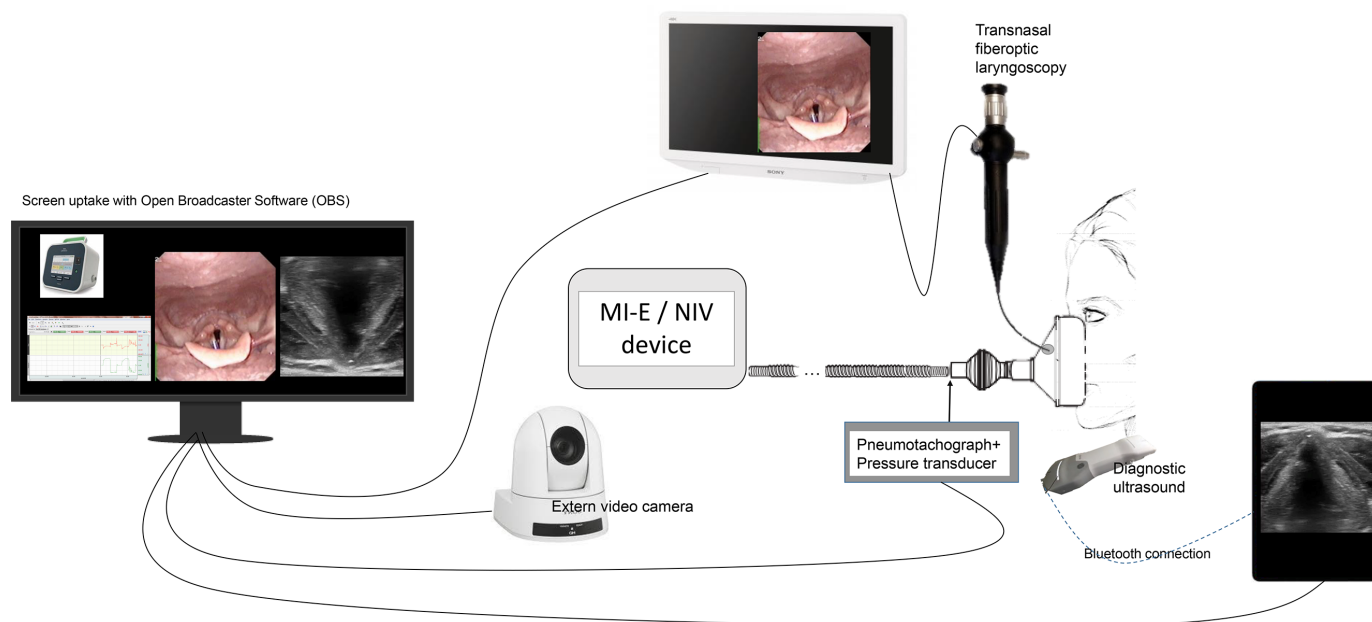 Transnasal
fiberoptic
laryngoscopy
SONY
Screen uptake with Open Broadcaster Software (OBS)
MI-E / NIV
device
Pneumotachograph+
Pressure transducer
Diagnostic
ultrasound
Extern video camera
Bluetooth connection